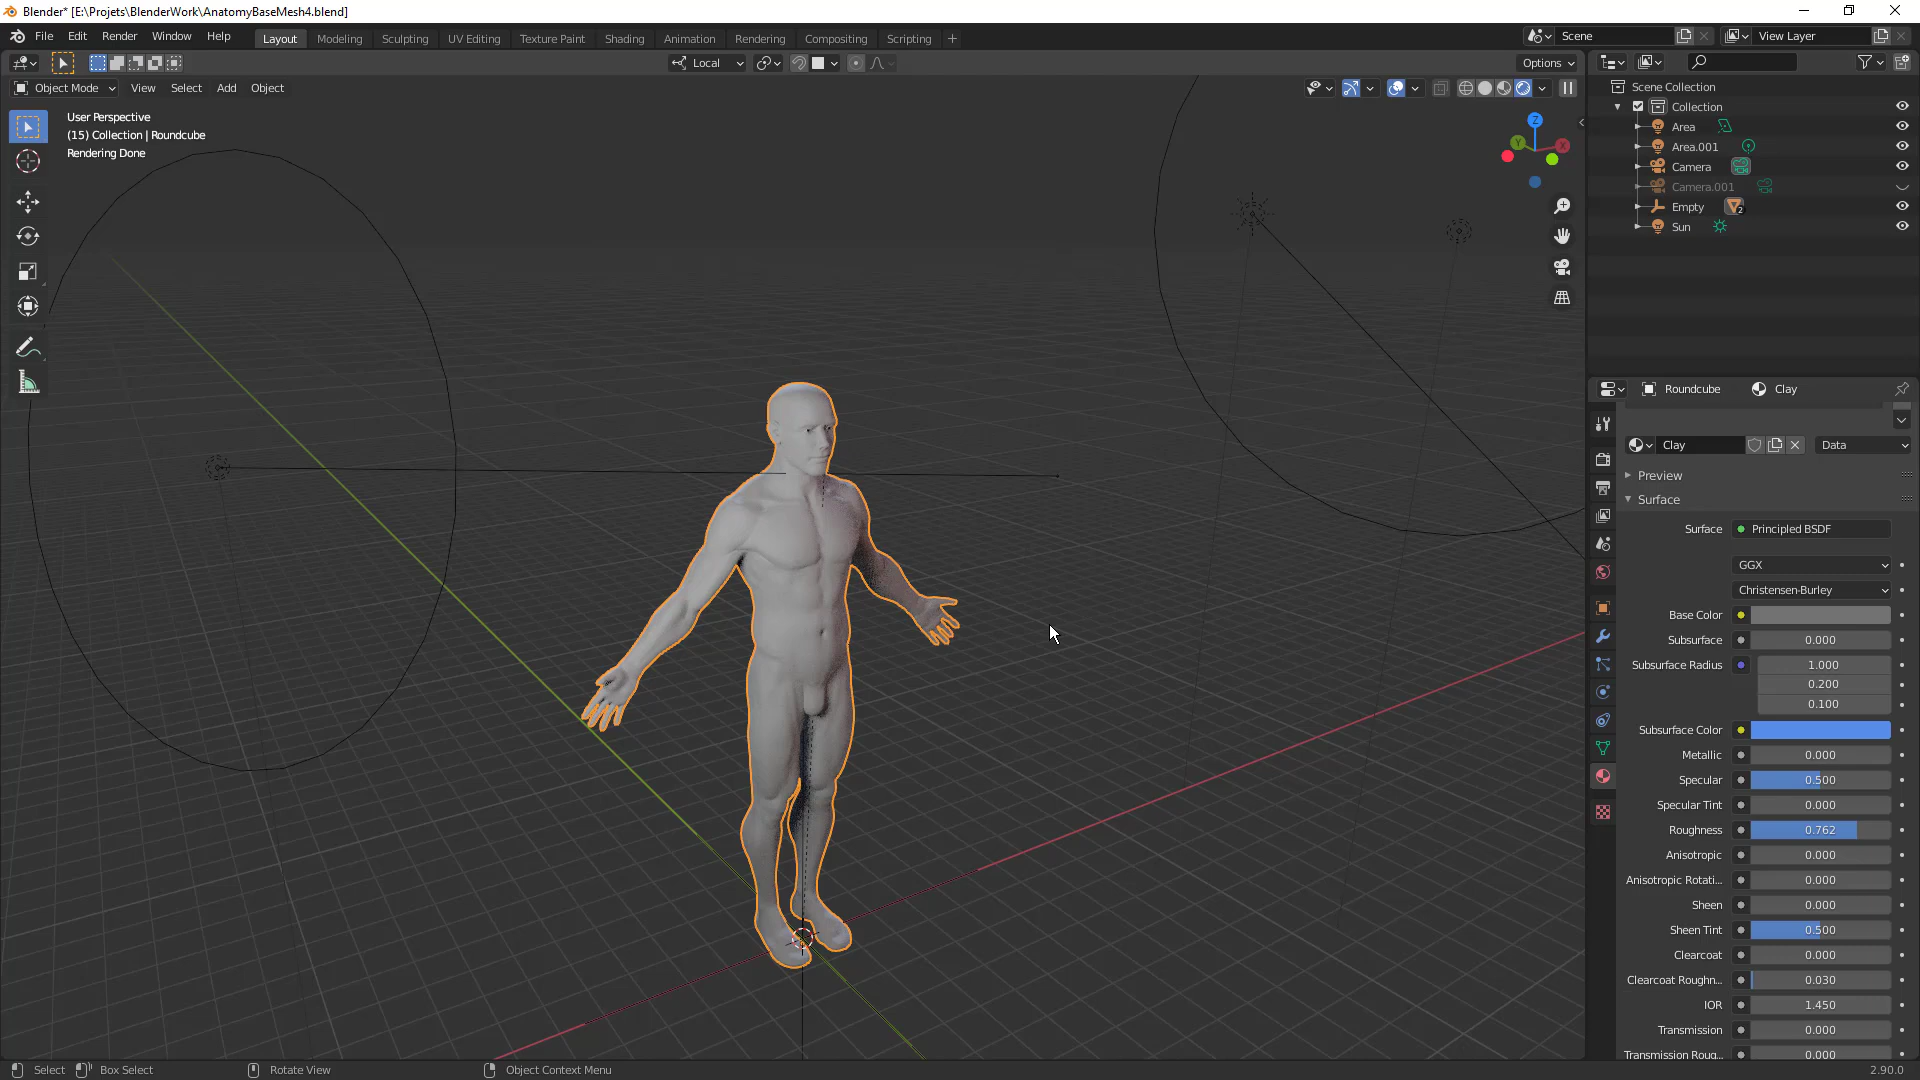 Blender* [E:\Projets\BlenderWork\AnatomyBaseMesh4.blend]
File Edit Render Window Help
Layout Modeling Sculpting UV Editing Texture Paint Shading Animation Rendering Compositing Scripting +
Scene
View Layer
Local
Options
Object Mode View Select Add Object
User Perspective
(15) Collection | Roundcube
Rendering Done
Z
Y
X
Scene Collection
Collection
Area
Area.001
Camera
Camera.001
Empty
2
Sun
Roundcube Clay
Clay
Data
Preview
Surface
Surface Principled BSDF
GGX
Christensen-Burley
Base Color
Subsurface 0.000
Subsurface Radius 1.000
0.200
0.100
Subsurface Color
Metallic 0.000
Specular 0.500
Specular Tint 0.000
Roughness 0.762
Anisotropic 0.000
Anisotropic Rotati... 0.000
Sheen 0.000
Sheen Tint 0.500
Clearcoat 0.000
Clearcoat Roughn... 0.030
IOR 1.450
Transmission 0.000
Transmission Roug... 0.000
Select Box Select Rotate View Object Context Menu 2.90.0